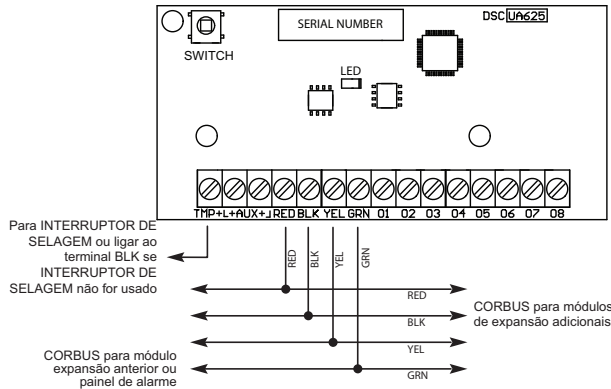 SERIAL NUMBER
DSC UA625
SWITCH
LED
TMP+ L+AUX+┘ RED BLK YEL GRN O1 O2 O3 O4 O5 O6 O7 O8
Para INTERRUPTOR DE
SELAGEM ou ligar ao
terminal BLK se
INTERRUPTOR DE
SELAGEM não for usado
RED
BLK
YEL
GRN
RED
BLK
YEL
GRN
CORBUS para módulos
de expansão adicionais
CORBUS para módulo
expansão anterior ou
painel de alarme